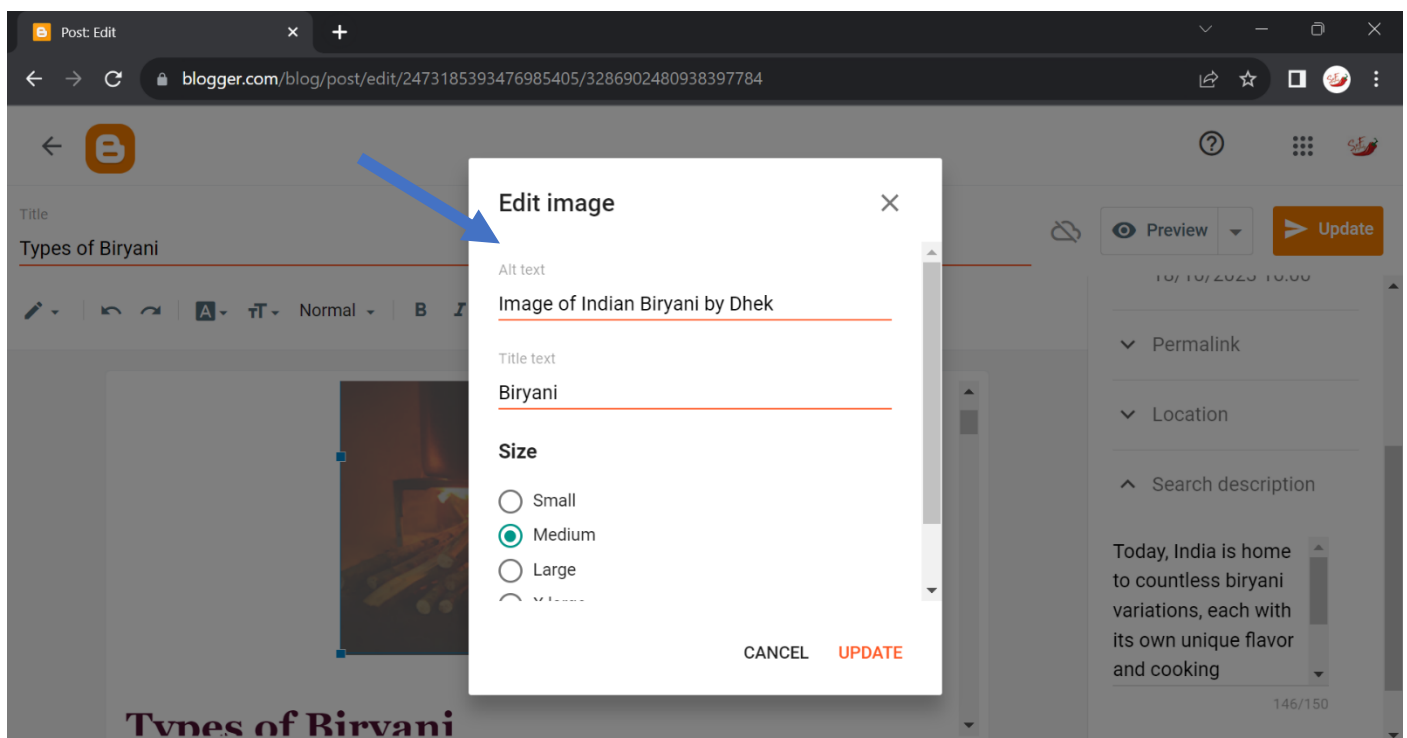 Post: Edit
blogger.com/blog/post/edit/2473185393476985405/3286902480938397784
Title
Types of Biryani
Preview
Update
Normal
B
I
Edit image
Alt text
Image of Indian Biryani by Dhek
Title text
Biryani
Size
Small
Medium
Large
X large
CANCEL
UPDATE
Permalink
Location
Search description
Today, India is home
to countless biryani
variations, each with
its own unique flavor
and cooking
146/150
Types of Biryani